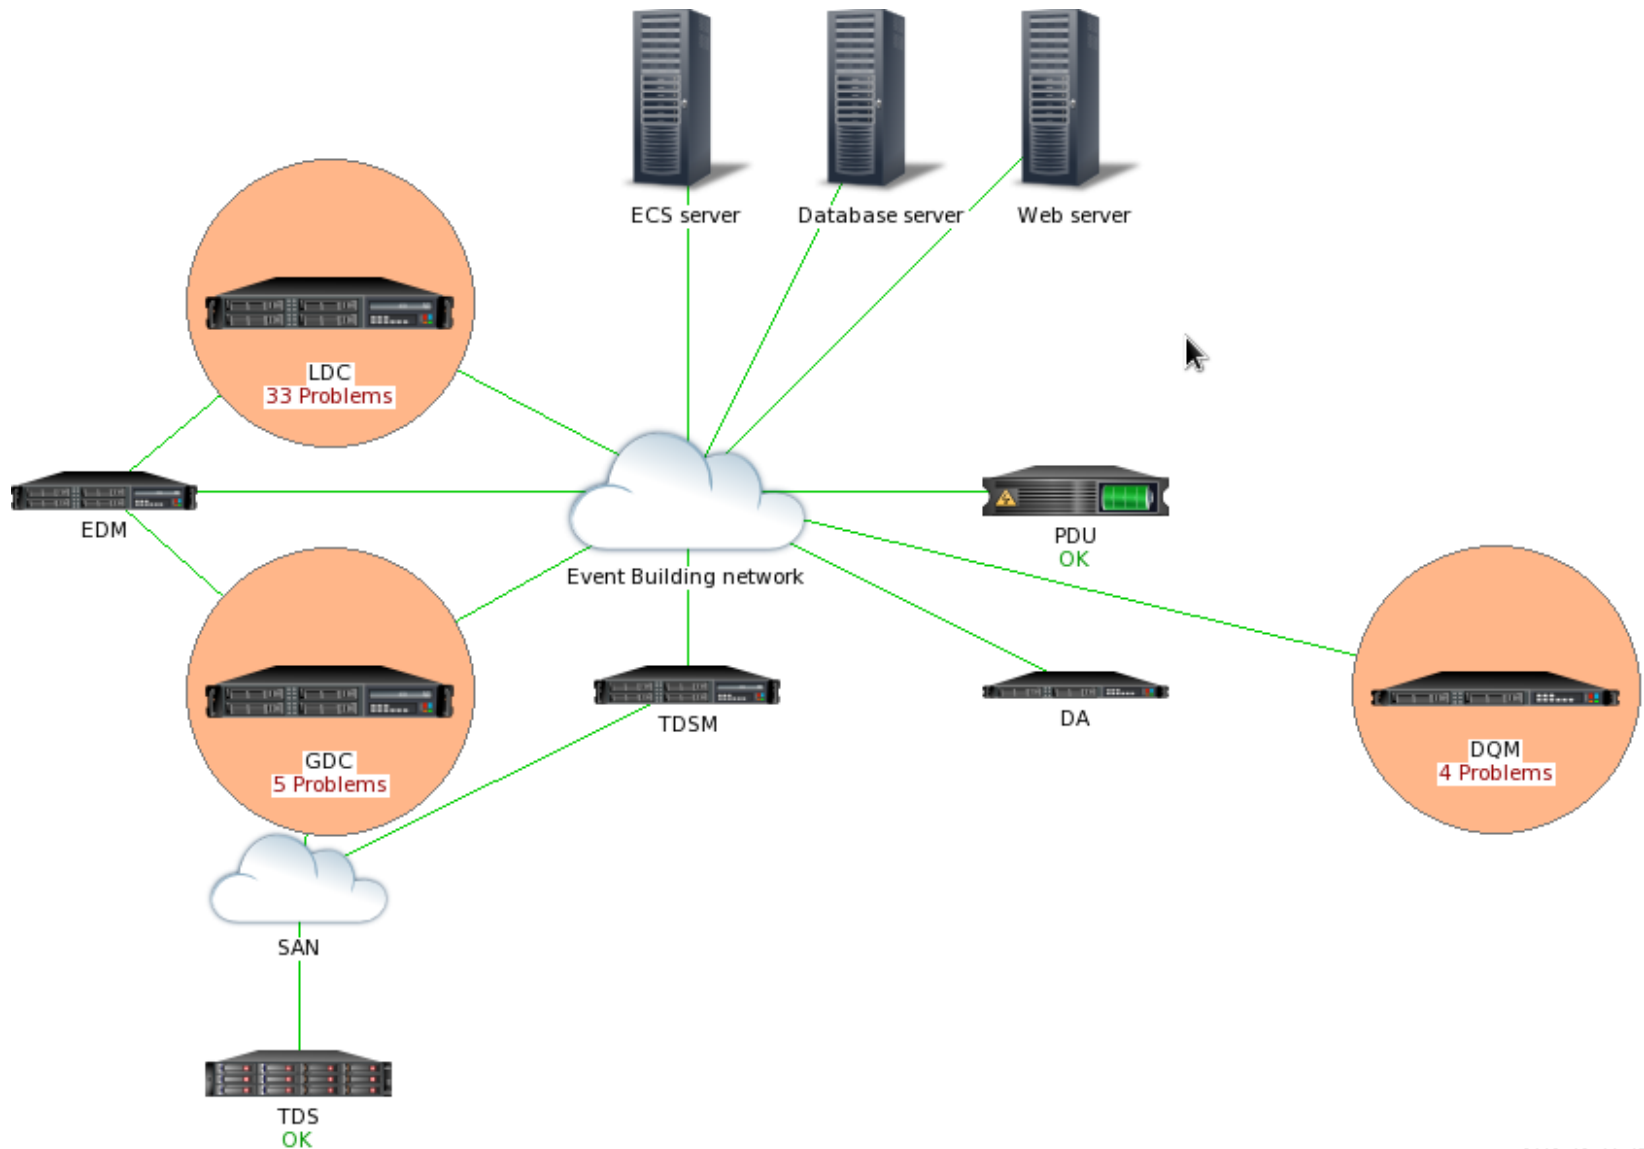 ECS server
Database server
Web server
LDC
33 Problems
EDM
PDU
OK
Event Building network
TDSM
DA
DQM
4 Problems
GDC
5 Problems
SAN
TDS
OK